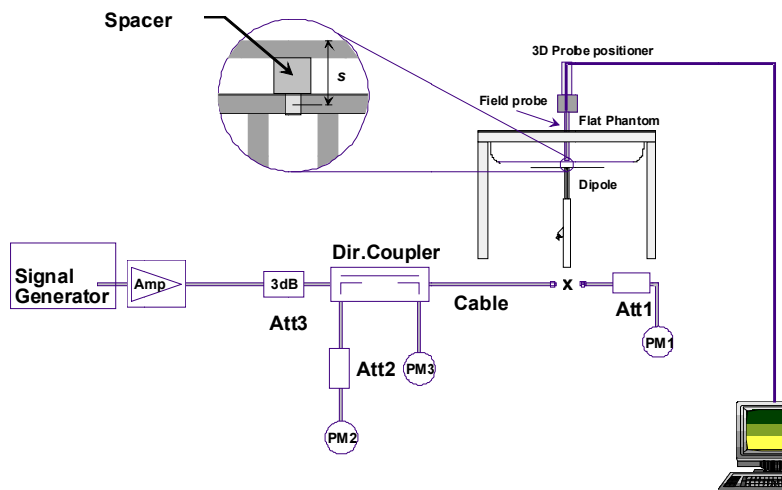 Spacer
s
3D Probe positioner
Field probe
Flat Phantom
Dipole
Signal
Generator
Amp
3dB
Att3
Dir.Coupler
Cable
x
Att1
PM1
Att2
PM3
PM2